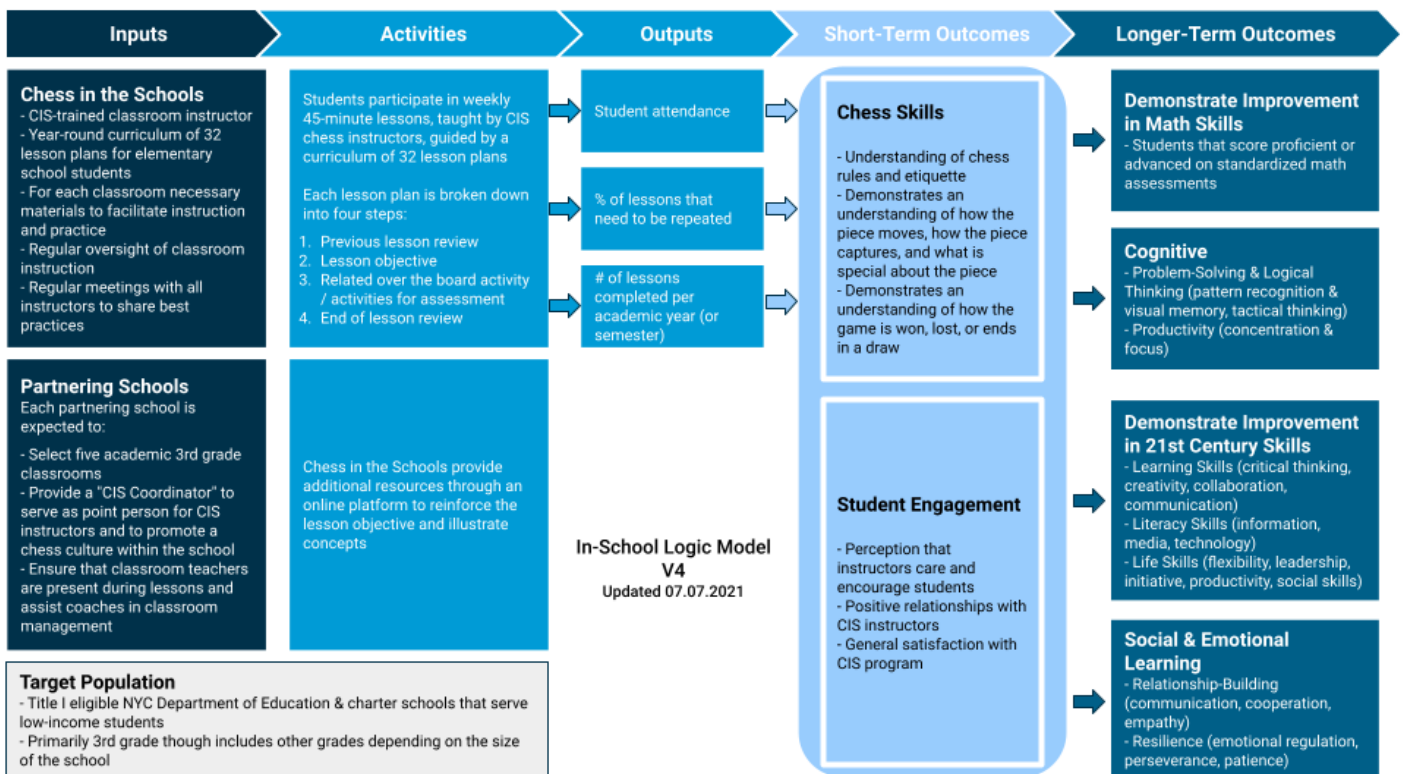 Inputs
Activities
Outputs
Short-Term Outcomes
Longer-Term Outcomes
Chess in the Schools
- CIS-trained classroom instructor
- Year-round curriculum of 32
lesson plans for elementary
school students
- For each classroom necessary
materials to facilitate instruction
and practice
- Regular oversight of classroom
instruction
- Regular meetings with all
instructors to share best
practices
Partnering Schools
Each partnering school is
expected to:
- Select five academic 3rd grade
classrooms
- Provide a "CIS Coordinator" to
serve as point person for CIS
instructors and to promote a
chess culture within the school
- Ensure that classroom teachers
are present during lessons and
assist coaches in classroom
management
Target Population
- Title I eligible NYC Department of Education & charter schools that serve
low-income students
- Primarily 3rd grade though includes other grades depending on the size
of the school
Students participate in weekly
45-minute lessons, taught by CIS
chess instructors, guided by a
curriculum of 32 lesson plans
Each lesson plan is broken down
into four steps:
1. Previous lesson review
2. Lesson objective
3. Related over the board activity
/ activities for assessment
4. End of lesson review
Chess in the Schools provide
additional resources through an
online platform to reinforce the
lesson objective and illustrate
concepts
Student attendance
% of lessons that
need to be repeated
# of lessons
completed per
academic year (or
semester)
In-School Logic Model
V4
Updated 07.07.2021
Chess Skills
- Understanding of chess
rules and etiquette
- Demonstrates an
understanding of how the
piece moves, how the piece
captures, and what is
special about the piece
- Demonstrates an
understanding of how the
game is won, lost, or ends
in a draw
Student Engagement
- Perception that
instructors care and
encourage students
- Positive relationships with
CIS instructors
- General satisfaction with
CIS program
Demonstrate Improvement
in Math Skills
- Students that score proficient or
advanced on standardized math
assessments
Cognitive
- Problem-Solving & Logical
Thinking (pattern recognition &
visual memory, tactical thinking)
- Productivity (concentration &
focus)
Demonstrate Improvement
in 21st Century Skills
- Learning Skills (critical thinking,
creativity, collaboration,
communication)
- Literacy Skills (information,
media, technology)
- Life Skills (flexibility, leadership,
initiative, productivity, social skills)
Social & Emotional
Learning
- Relationship-Building
(communication, cooperation,
empathy)
- Resilience (emotional regulation,
perseverance, patience)